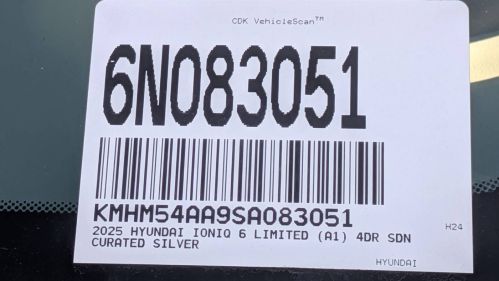 CDK VehicleScan™
6N083051
KMHM54AA9SA083051
2025 HYUNDAI IONIQ 6 LIMITED (A1) 4DR SDN
CURATED SILVER
H24
HYUNDAI